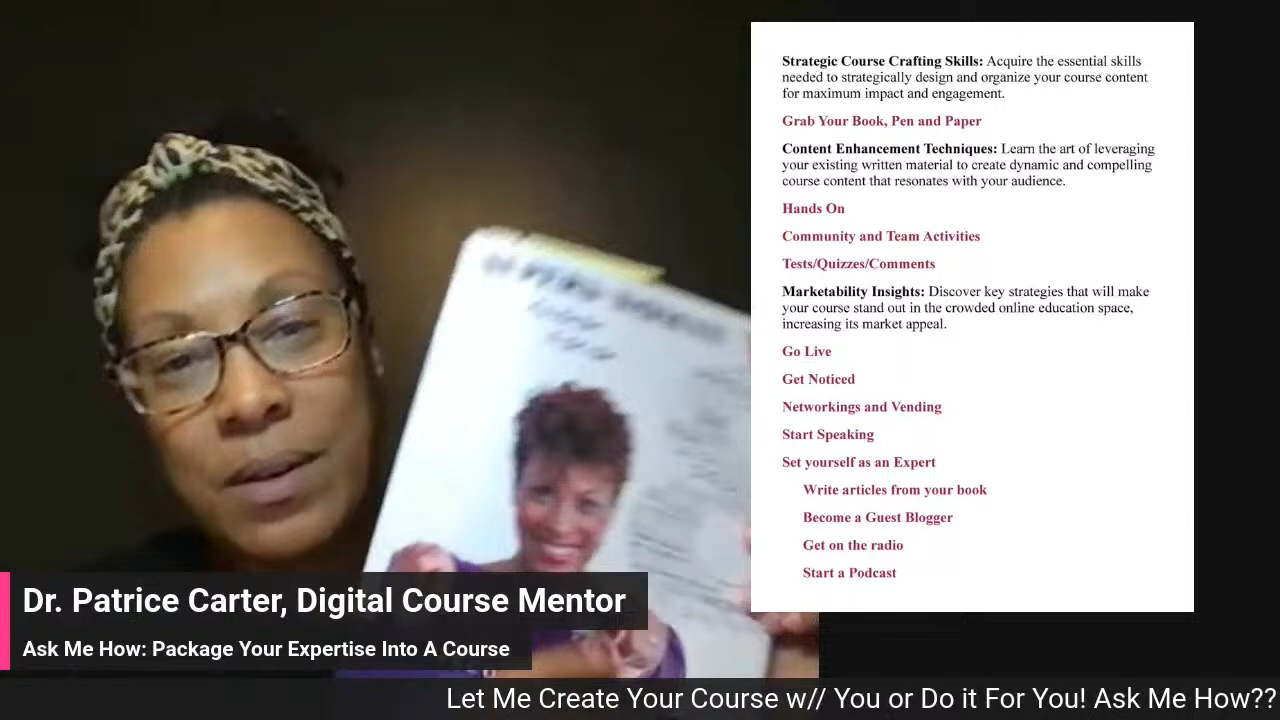 Strategic Course Crafting Skills: Acquire the essential skills
needed to strategically design and organize your course content
for maximum impact and engagement.
Grab Your Book, Pen and Paper
Content Enhancement Techniques: Learn the art of leveraging
your existing written material to create dynamic and compelling
course content that resonates with your audience.
Hands On
Community and Team Activities
Tests/Quizzes/Comments
Marketability Insights: Discover key strategies that will make
your course stand out in the crowded online education space,
increasing its market appeal.
Go Live
Get Noticed
Networkings and Vending
Start Speaking
Set yourself as an Expert
Write articles from your book
Become a Guest Blogger
Get on the radio
Start a Podcast
Dr. Patrice Carter, Digital Course Mentor
Ask Me How: Package Your Expertise Into A Course
Let Me Create Your Course w// You or Do it For You! Ask Me How??